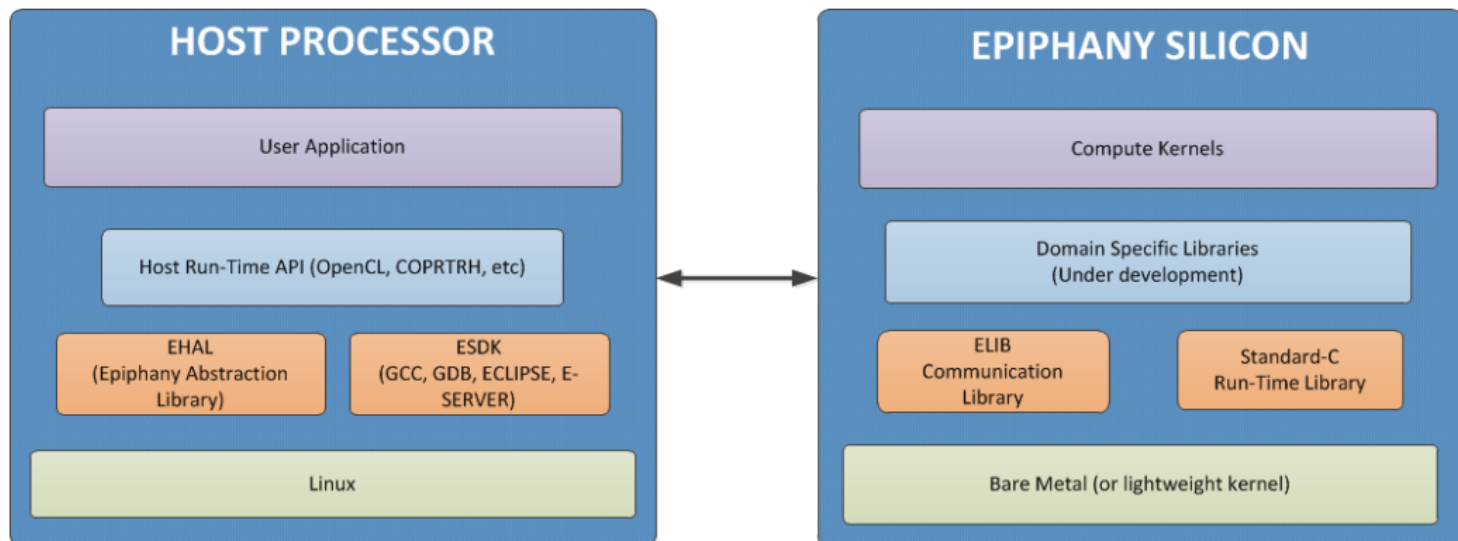 HOST PROCESSOR
User Application
Host Run-Time API (OpenCL, COPRTRH, etc)
EHAL
(Epiphany Abstraction
Library)
ESDK
(GCC, GDB, ECLIPSE, E-
SERVER)
Linux
EPIPHANY SILICON
Compute Kernels
Domain Specific Libraries
(Under development)
ELIB
Communication
Library
Standard-C
Run-Time Library
Bare Metal (or lightweight kernel)